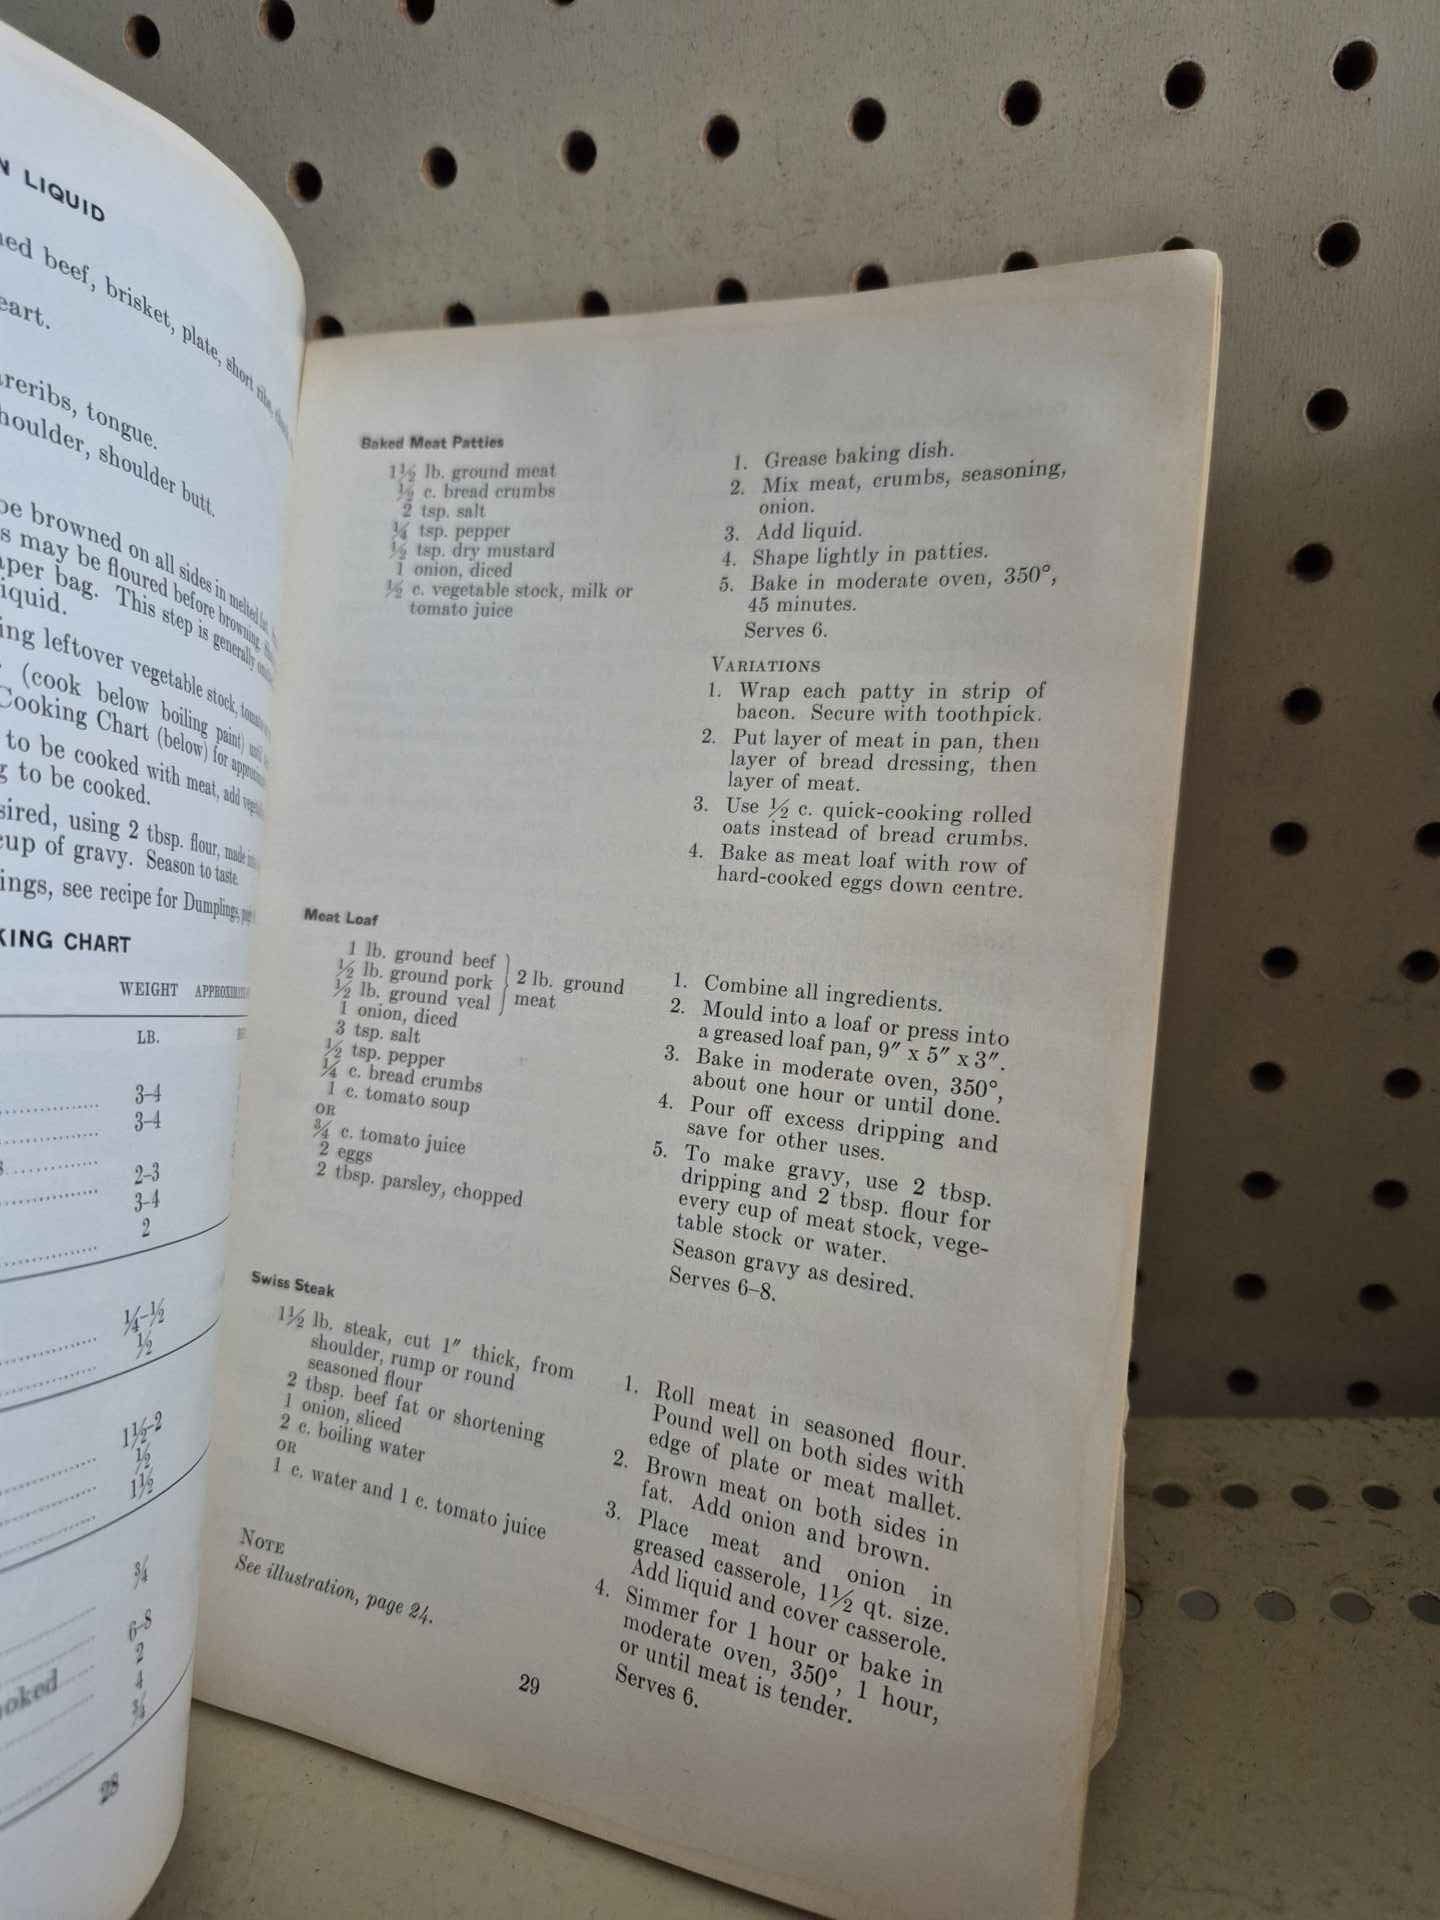 N LIQUID
ned beef, brisket, plate, short ribs,
eart.
areribs, tongue.
houlder, shoulder butt.
be browned on all sides in melted fat.
s may be floured before browning.
aper bag. This step is generally
iquid.
ing leftover vegetable stock,
(cook below boiling paint) until
Cooking Chart (below) for
to be cooked with meat, add
g to be cooked.
sired, using 2 tbsp. flour, made
cup of gravy. Season to taste.
ings, see recipe for Dumplings,
KING CHART
WEIGHT
LB.
3-4
3-4
2-3
3-4
2
¼-½
½
1½-2
½
1½
¾
6-8
2
ooked 4
¾
28
Baked Meat Patties
1½ lb. ground meat
½ c. bread crumbs
2 tsp. salt
¼ tsp. pepper
½ tsp. dry mustard
1 onion, diced
½ c. vegetable stock, milk or
tomato juice
1. Grease baking dish.
2. Mix meat, crumbs, seasoning,
onion.
3. Add liquid.
4. Shape lightly in patties.
5. Bake in moderate oven, 350°,
45 minutes.
Serves 6.
VARIATIONS
1. Wrap each patty in strip of
bacon. Secure with toothpick.
2. Put layer of meat in pan, then
layer of bread dressing, then
layer of meat.
3. Use ½ c. quick-cooking rolled
oats instead of bread crumbs.
4. Bake as meat loaf with row of
hard-cooked eggs down centre.
Meat Loaf
1 lb. ground beef
½ lb. ground pork } 2 lb. ground
½ lb. ground veal meat
1 onion, diced
3 tsp. salt
½ tsp. pepper
¼ c. bread crumbs
1 c. tomato soup
OR
¾ c. tomato juice
2 eggs
2 tbsp. parsley, chopped
1. Combine all ingredients.
2. Mould into a loaf or press into
a greased loaf pan, 9″ x 5″ x 3″.
3. Bake in moderate oven, 350°,
about one hour or until done.
4. Pour off excess dripping and
save for other uses.
5. To make gravy, use 2 tbsp.
dripping and 2 tbsp. flour for
every cup of meat stock, vege-
table stock or water.
Season gravy as desired.
Serves 6-8.
Swiss Steak
1½ lb. steak, cut 1″ thick, from
shoulder, rump or round
seasoned flour
2 tbsp. beef fat or shortening
1 onion, sliced
2 c. boiling water
OR
1 c. water and 1 c. tomato juice
NOTE
See illustration, page 24.
1. Roll meat in seasoned flour.
Pound well on both sides with
edge of plate or meat mallet.
2. Brown meat on both sides in
fat. Add onion and brown.
3. Place meat and onion in
greased casserole, 1½ qt. size.
Add liquid and cover casserole.
4. Simmer for 1 hour or bake in
moderate oven, 350°, 1 hour,
or until meat is tender.
Serves 6.
29